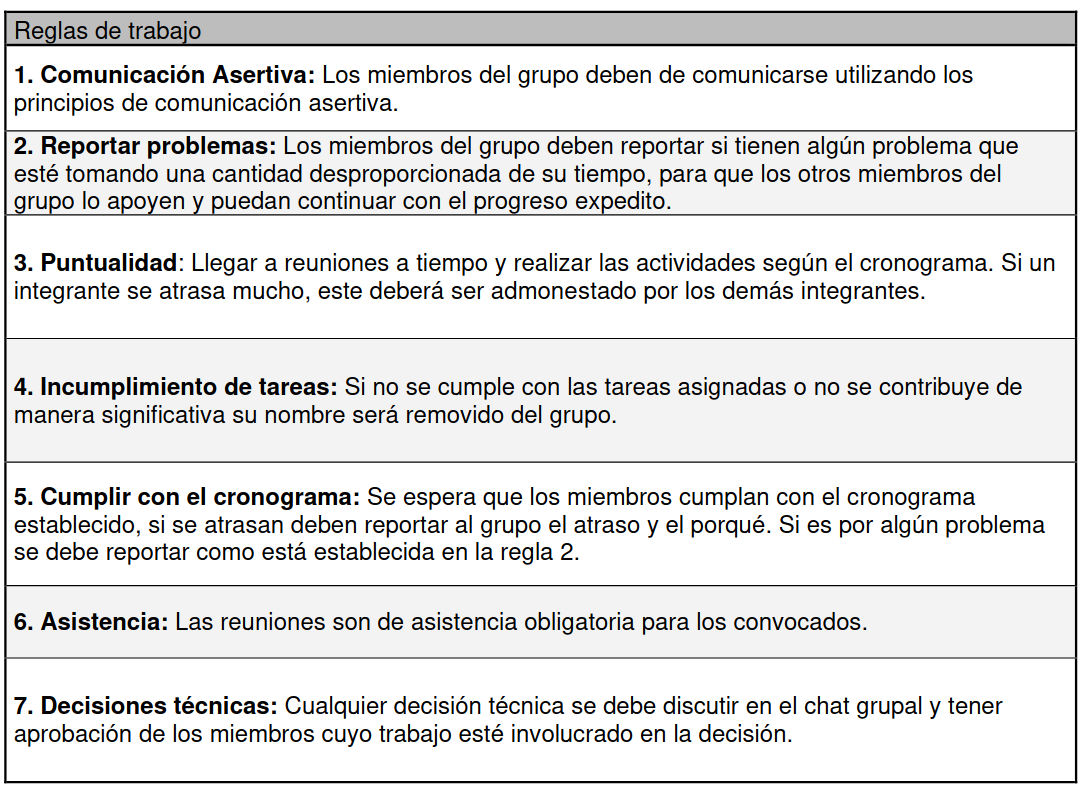 Reglas de trabajo
1. Comunicación Asertiva: Los miembros del grupo deben de comunicarse utilizando los
principios de comunicación asertiva.
2. Reportar problemas: Los miembros del grupo deben reportar si tienen algún problema que
esté tomando una cantidad desproporcionada de su tiempo, para que los otros miembros del
grupo lo apoyen y puedan continuar con el progreso expedito.
3. Puntualidad: Llegar a reuniones a tiempo y realizar las actividades según el cronograma. Si un
integrante se atrasa mucho, este deberá ser admonestado por los demás integrantes.
4. Incumplimiento de tareas: Si no se cumple con las tareas asignadas o no se contribuye de
manera significativa su nombre será removido del grupo.
5. Cumplir con el cronograma: Se espera que los miembros cumplan con el cronograma
establecido, si se atrasan deben reportar al grupo el atraso y el porqué. Si es por algún problema
se debe reportar como está establecida en la regla 2.
6. Asistencia: Las reuniones son de asistencia obligatoria para los convocados.
7. Decisiones técnicas: Cualquier decisión técnica se debe discutir en el chat grupal y tener
aprobación de los miembros cuyo trabajo esté involucrado en la decisión.